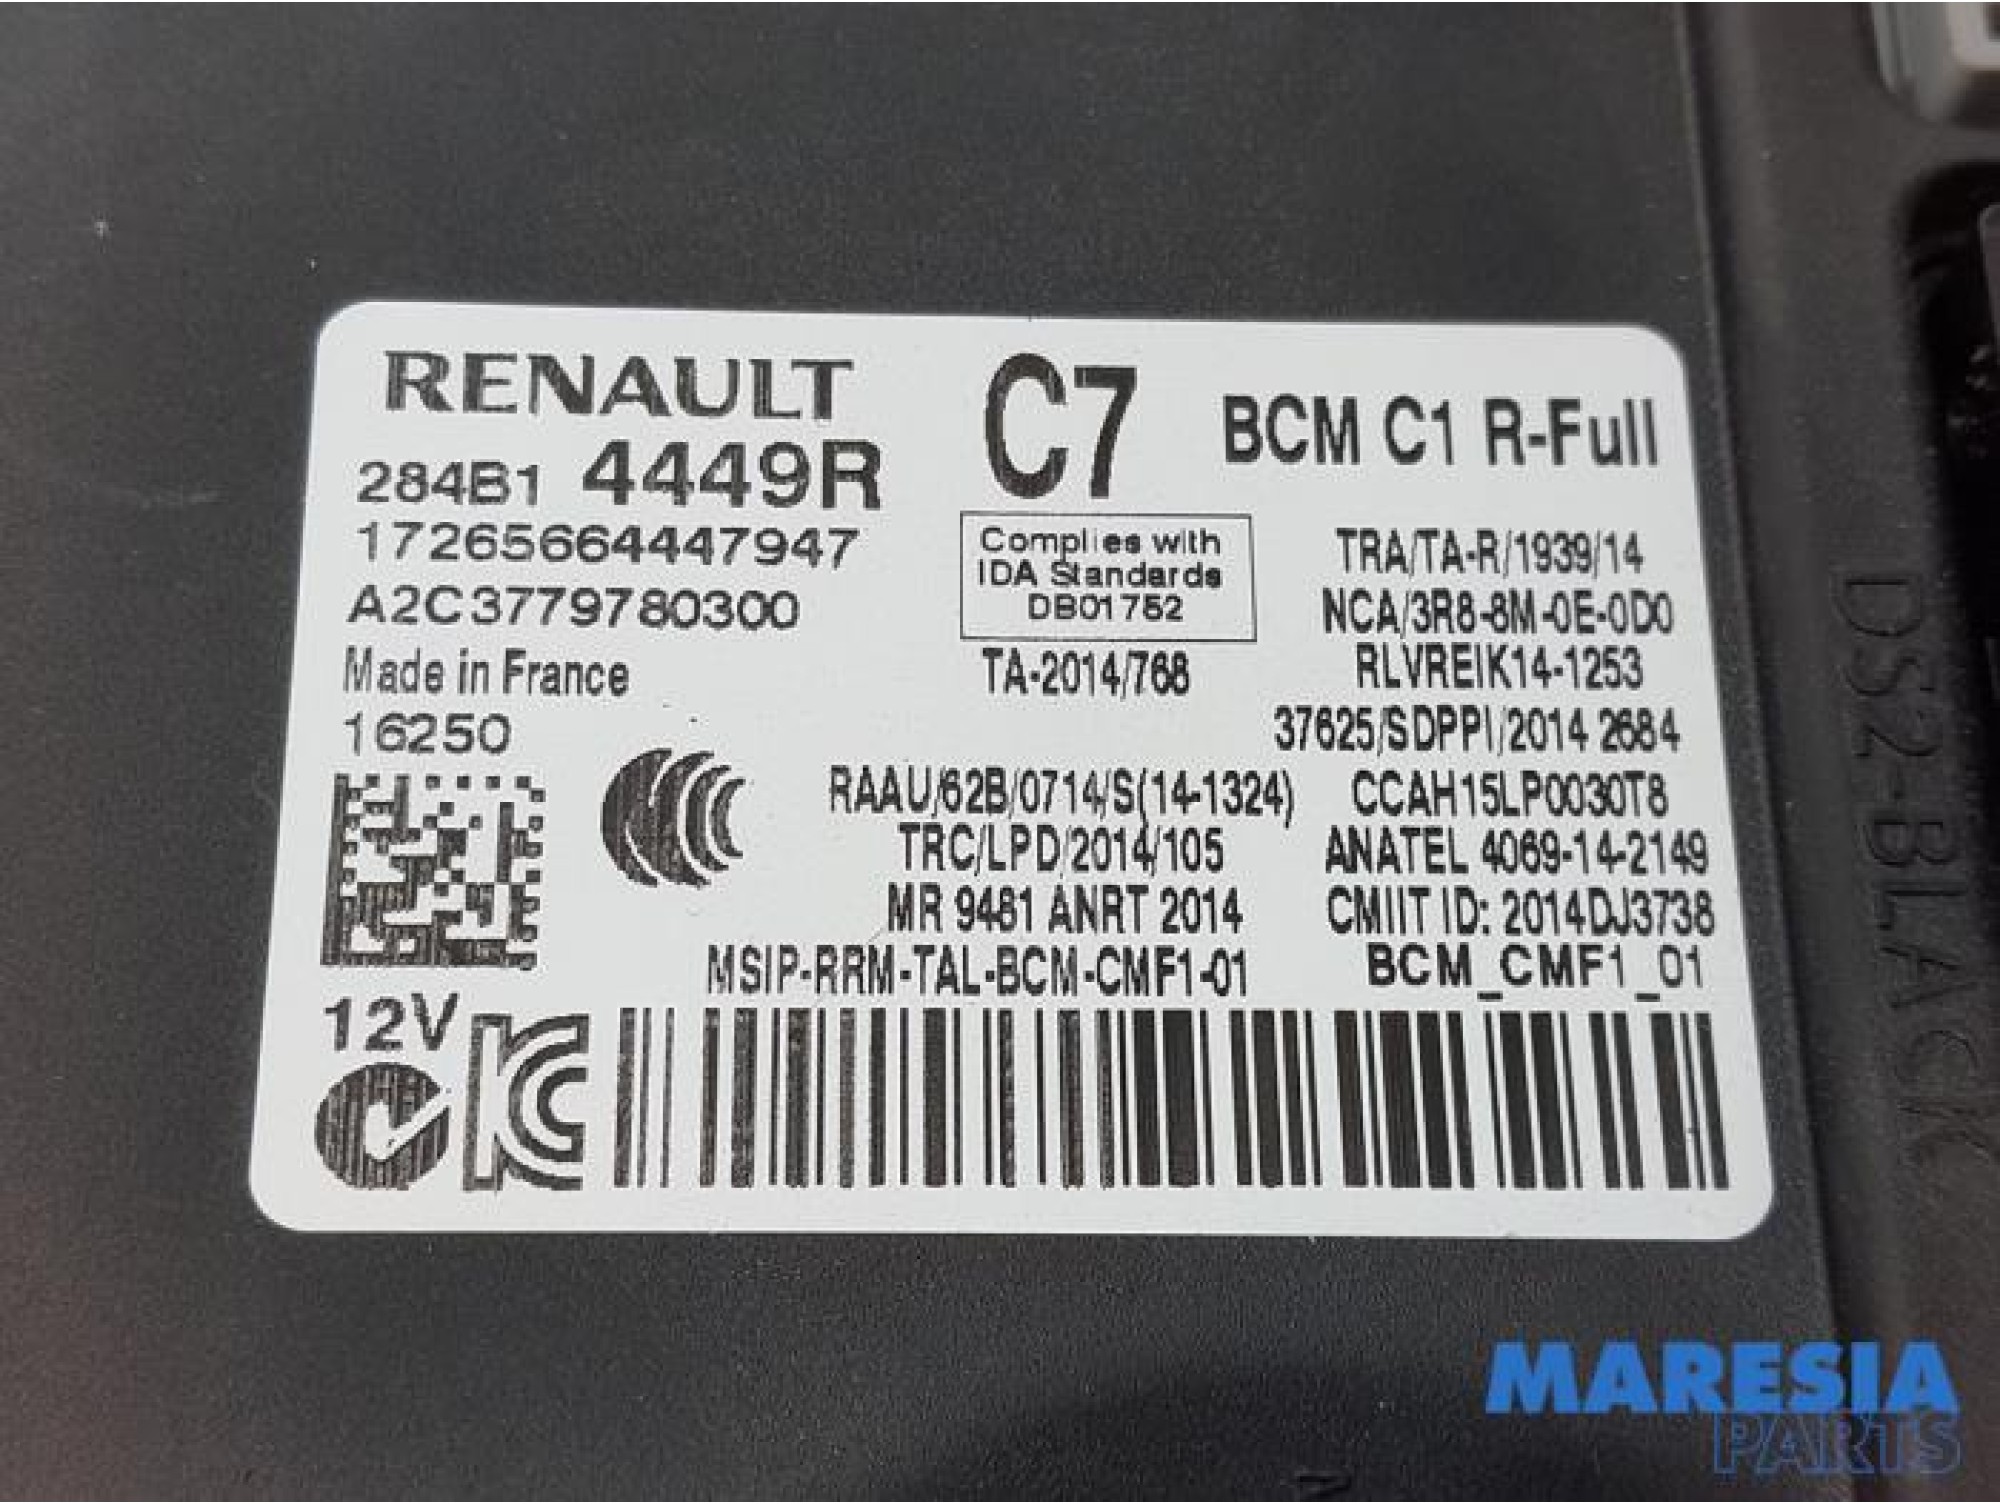 RENAULT C7 BCM C1 R-Full
284B1 4449R
17265664447947
A2C3779780300
Made in France
16250
Complies with
IDA Standards
DB01752
TA-2014/768
TRA/TA-R/1939/14
NCA/3R8-8M-0E-0D0
RLVREIK14-1253
37625/SDPPI/2014 2684
RAAU/62B/0714/S(14-1324) CCAH15LP0030T8
TRC/LPD/2014/105 ANATEL 4069-14-2149
MR 9481 ANRT 2014 CMIIT ID: 2014DJ3738
MSIP-RRM-TAL-BCM-CMF1-01 BCM_CMF1_01
12V
DS2-BLACK
MARESIA
PARTS